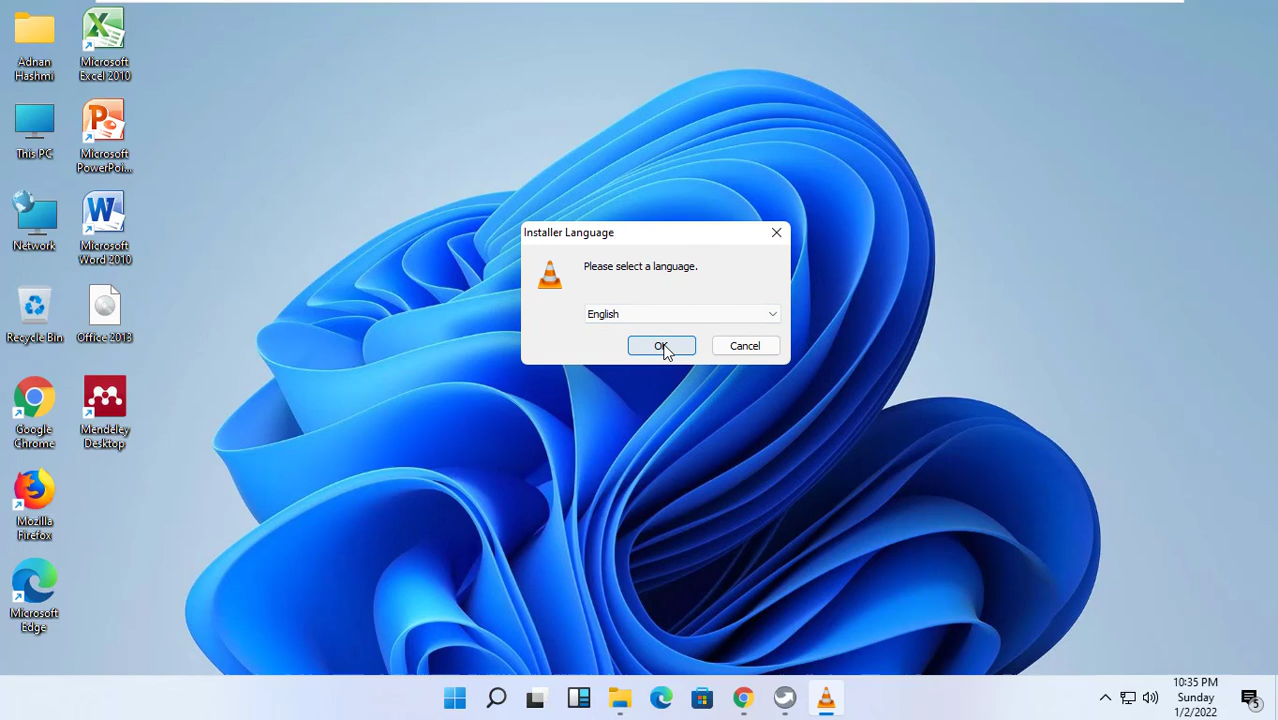 Adnan
Hashmi
Microsoft
Excel 2010
This PC
Microsoft
PowerPoi...
Network
Microsoft
Word 2010
Recycle Bin
Office 2013
Google
Chrome
Mendeley
Desktop
Mozilla
Firefox
Microsoft
Edge
Installer Language
Please select a language.
English
OK
Cancel
10:35 PM
Sunday
1/2/2022
5